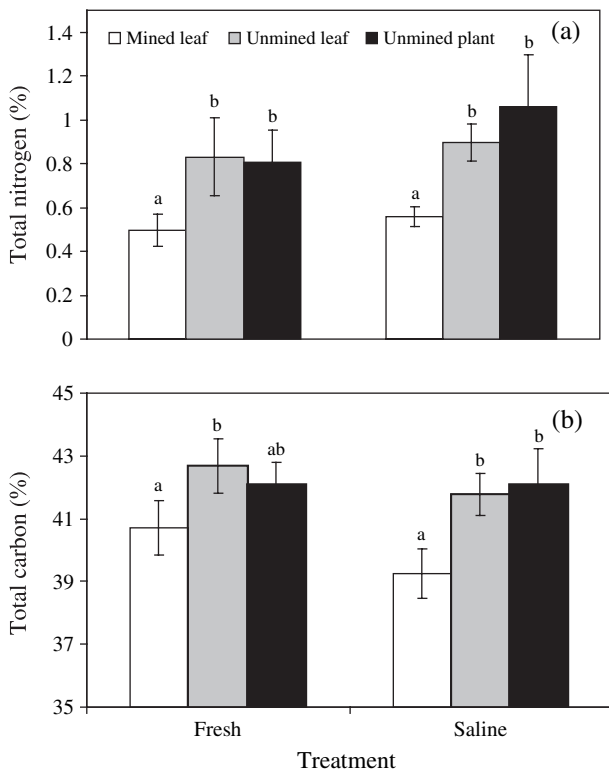 (a)
Mined leaf Unmined leaf Unmined plant
Total nitrogen (%)
1.4
1.2
1
0.8
0.6
0.4
0.2
0
a
b
b
a
b
b
(b)
Total carbon (%)
45
43
41
39
37
35
a
b
ab
a
b
b
Fresh Saline
Treatment